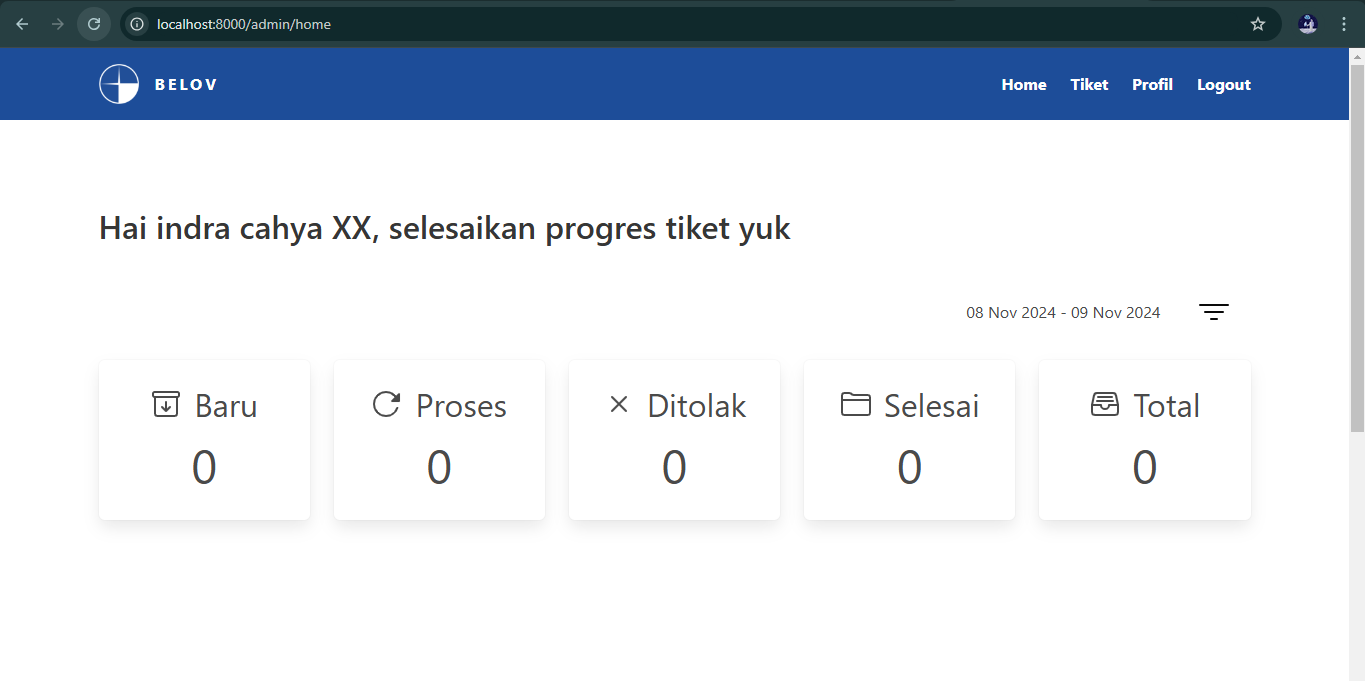 localhost:8000/admin/home
BELOV
Home Tiket Profil Logout
Hai indra cahya XX, selesaikan progres tiket yuk
08 Nov 2024 - 09 Nov 2024
Baru Proses Ditolak Selesai Total
0 0 0 0 0